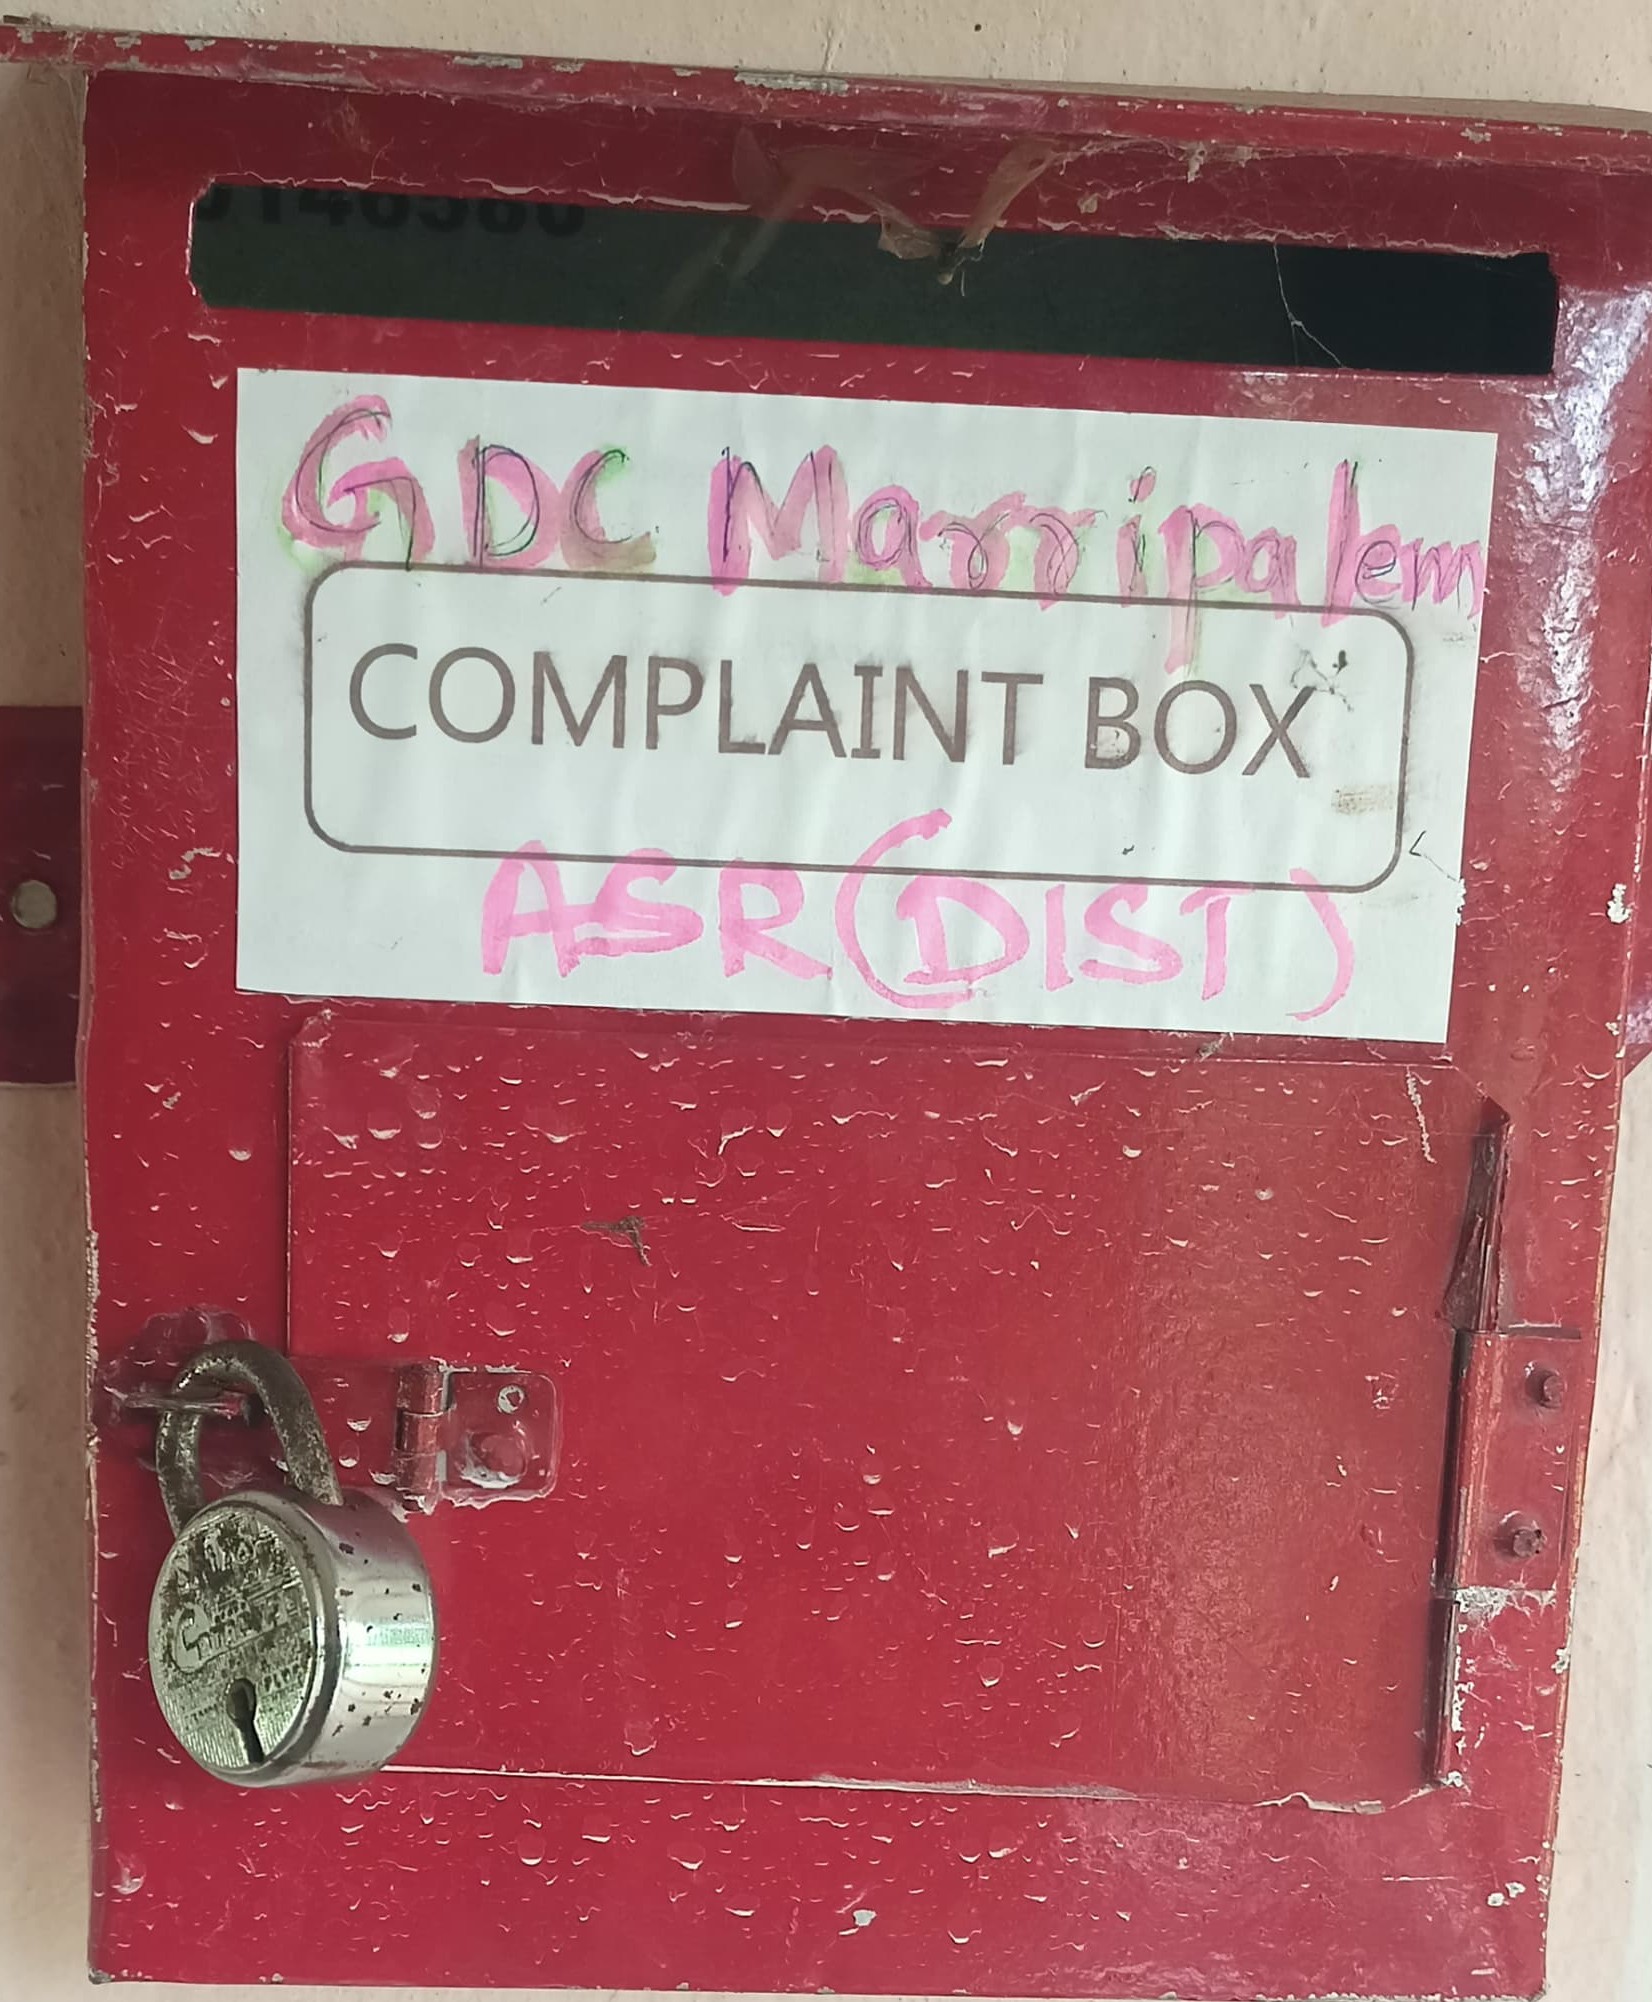 GDC Marripalem
COMPLAINT BOX
ASR (DIST)